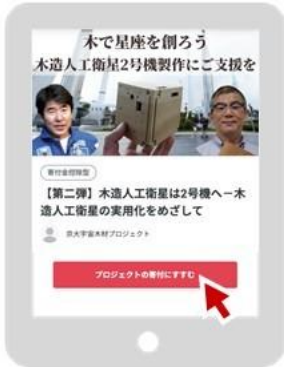 木で星座を創ろう
木造人工衛星2号機製作にご支援を
寄付金控除型
【第二弾】木造人工衛星は2号機へー木
造人工衛星の実用化をめざして
京大宇宙木材プロジェクト
プロジェクトの寄付にすすむ